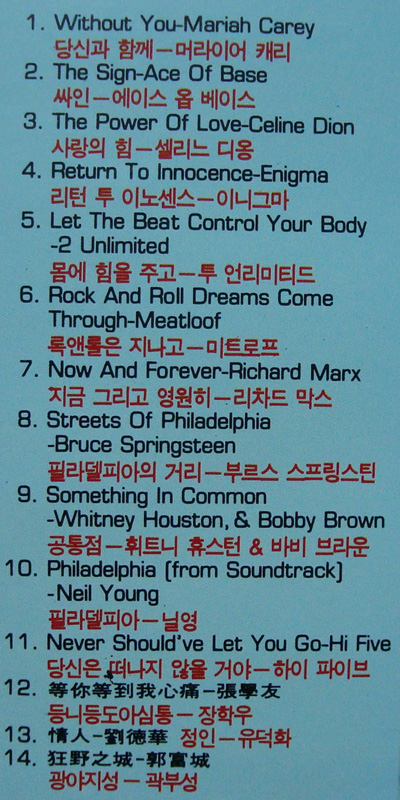 1. Without You-Mariah Carey
당신과 함께－머라이어 캐리
2. The Sign-Ace Of Base
싸인－에이스 옵 베이스
3. The Power Of Love-Celine Dion
사랑의 힘－셀리느 디옹
4. Return To Innocence-Enigma
리턴 투 이노센스－이니그마
5. Let The Beat Control Your Body
-2 Unlimited
몸에 힘을 주고－투 언리미티드
6. Rock And Roll Dreams Come
Through-Meatloof
록앤롤은 지나고－미트로프
7. Now And Forever-Richard Marx
지금 그리고 영원히－리차드 막스
8. Streets Of Philadelphia
-Bruce Springsteen
필라델피아의 거리－부르스 스프링스틴
9. Something In Common
-Whitney Houston, & Bobby Brown
공통점－휘트니 휴스턴 & 바비 브라운
10. Philadelphia (from Soundtrack)
-Neil Young
필라델피아－닐영
11. Never Should've Let You Go-Hi Five
당신은 떠나지 않을 거야－하이 파이브
12. 等你等到我心痛－張學友
등니등도아심통－장학우
13. 情人－劉德華 정인－유덕화
14. 狂野之城－郭富城
광야지성－곽부성